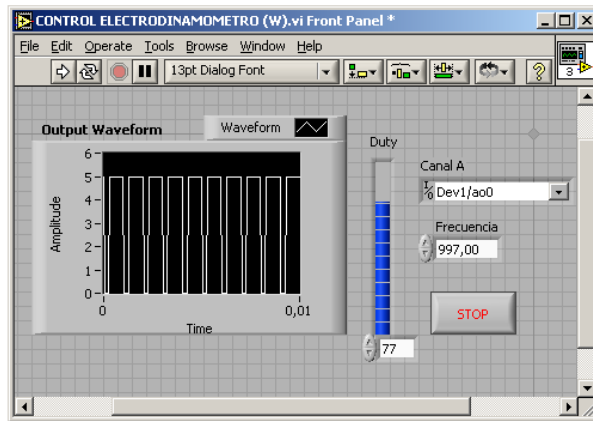 CONTROL ELECTRODINAMOMETRO (W).vi Front Panel *
File Edit Operate Tools Browse Window Help
13pt Dialog Font
?
3
Output Waveform
Waveform
Duty
Canal A
I/0 Dev1/ao0
Frecuencia
997,00
STOP
77
Amplitude
6
5
4
3
2
1
0
0
0,01
Time